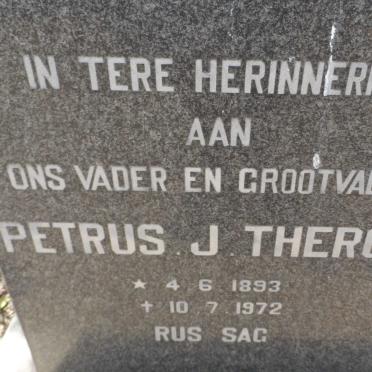 IN TERE HERINNER
AAN
ONS VADER EN GROOTVA
PETRUS J THER
★ 4 6 1893
✝ 10 7 1972
RUS SAG